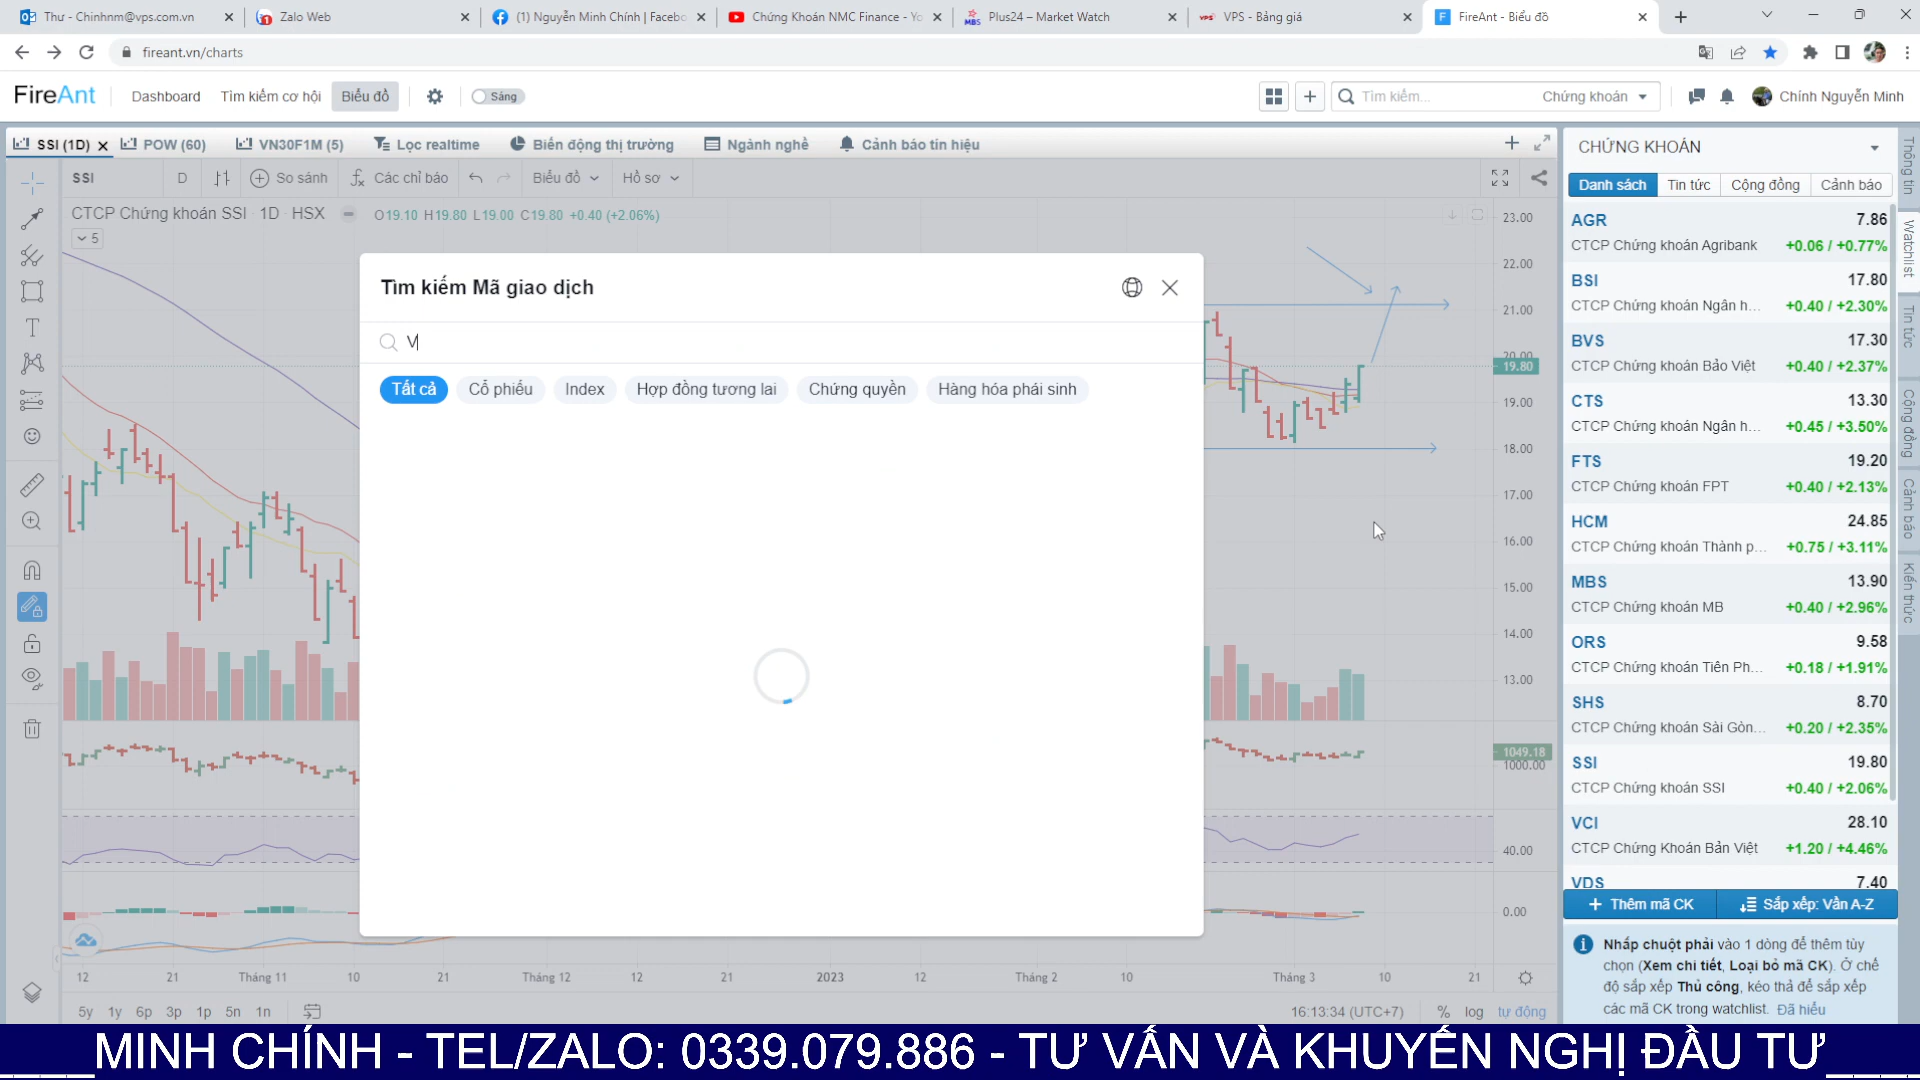 Thư - Chinhnm@vps.com.vn
Zalo Web
(1) Nguyễn Minh Chính | Facebo
Chứng Khoán NMC Finance - Yo
Plus24 – Market Watch
VPS - Bảng giá
FireAnt - Biểu đồ
fireant.vn/charts
FireAnt
Dashboard
Tìm kiếm cơ hội
Biểu đồ
Sáng
Tìm kiếm...
Chứng khoán
Chính Nguyễn Minh
SSI (1D)
POW (60)
VN30F1M (5)
Lọc realtime
Biến động thị trường
Ngành nghề
Cảnh báo tín hiệu
SSI
D
So sánh
Các chỉ báo
Biểu đồ
Hồ sơ
CTCP Chứng khoán SSI · 1D · HSX
O19.10 H19.80 L19.00 C19.80 +0.40 (+2.06%)
5
Tìm kiếm Mã giao dịch
V
Tất cả
Cổ phiếu
Index
Hợp đồng tương lai
Chứng quyền
Hàng hóa phái sinh
23.00
22.00
21.00
20.00
19.80
19.00
18.00
17.00
16.00
15.00
14.00
13.00
1049.18
1000.00
40.00
0.00
12
21
Tháng 11
10
21
Tháng 12
12
21
2023
12
Tháng 2
10
Tháng 3
10
21
5y 1y 6p 3p 1p 5n 1n
16:13:34 (UTC+7)
%
log
tự động
CHỨNG KHOÁN
Danh sách
Tin tức
Cộng đồng
Cảnh báo
AGR 7.86
CTCP Chứng khoán Agribank +0.06 / +0.77%
BSI 17.80
CTCP Chứng khoán Ngân h... +0.40 / +2.30%
BVS 17.30
CTCP Chứng khoán Bảo Việt +0.40 / +2.37%
CTS 13.30
CTCP Chứng khoán Ngân h... +0.45 / +3.50%
FTS 19.20
CTCP Chứng khoán FPT +0.40 / +2.13%
HCM 24.85
CTCP Chứng khoán Thành p... +0.75 / +3.11%
MBS 13.90
CTCP Chứng khoán MB +0.40 / +2.96%
ORS 9.58
CTCP Chứng khoán Tiên Ph... +0.18 / +1.91%
SHS 8.70
CTCP Chứng khoán Sài Gòn... +0.20 / +2.35%
SSI 19.80
CTCP Chứng khoán SSI +0.40 / +2.06%
VCI 28.10
CTCP Chứng Khoán Bản Việt +1.20 / +4.46%
VDS 7.40
Thêm mã CK
Sắp xếp: Vần A-Z
Nhấp chuột phải vào 1 dòng để thêm tùy
chọn (Xem chi tiết, Loại bỏ mã CK). Ở chế
độ sắp xếp Thủ công, kéo thả để sắp xếp
các mã CK trong watchlist. Đã hiểu
Thông tin
Watchlist
Tin tức
Cộng đồng
Cảnh báo
Kiến thức
____MINH CHÍNH - TEL/ZALO: 0339.079.886 - TƯ VẤN VÀ KHUYẾN NGHỊ ĐẦU TƯ____